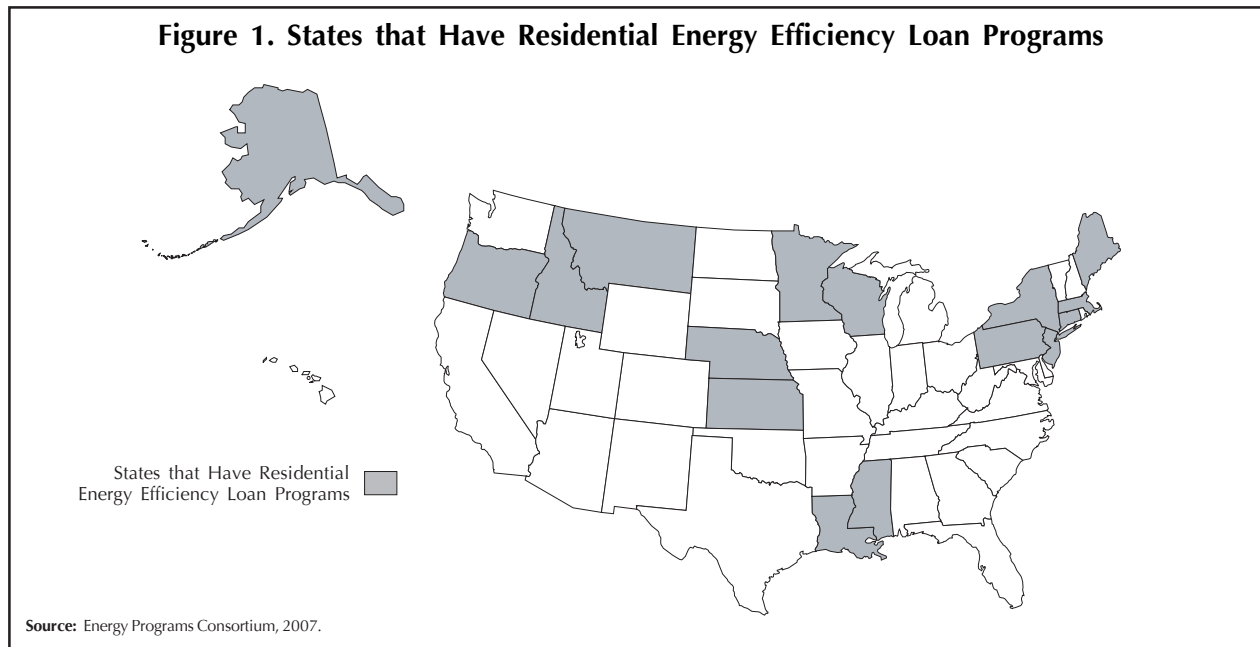 Figure 1. States that Have Residential Energy Efficiency Loan Programs
States that Have Residential
Energy Efficiency Loan Programs
Source: Energy Programs Consortium, 2007.